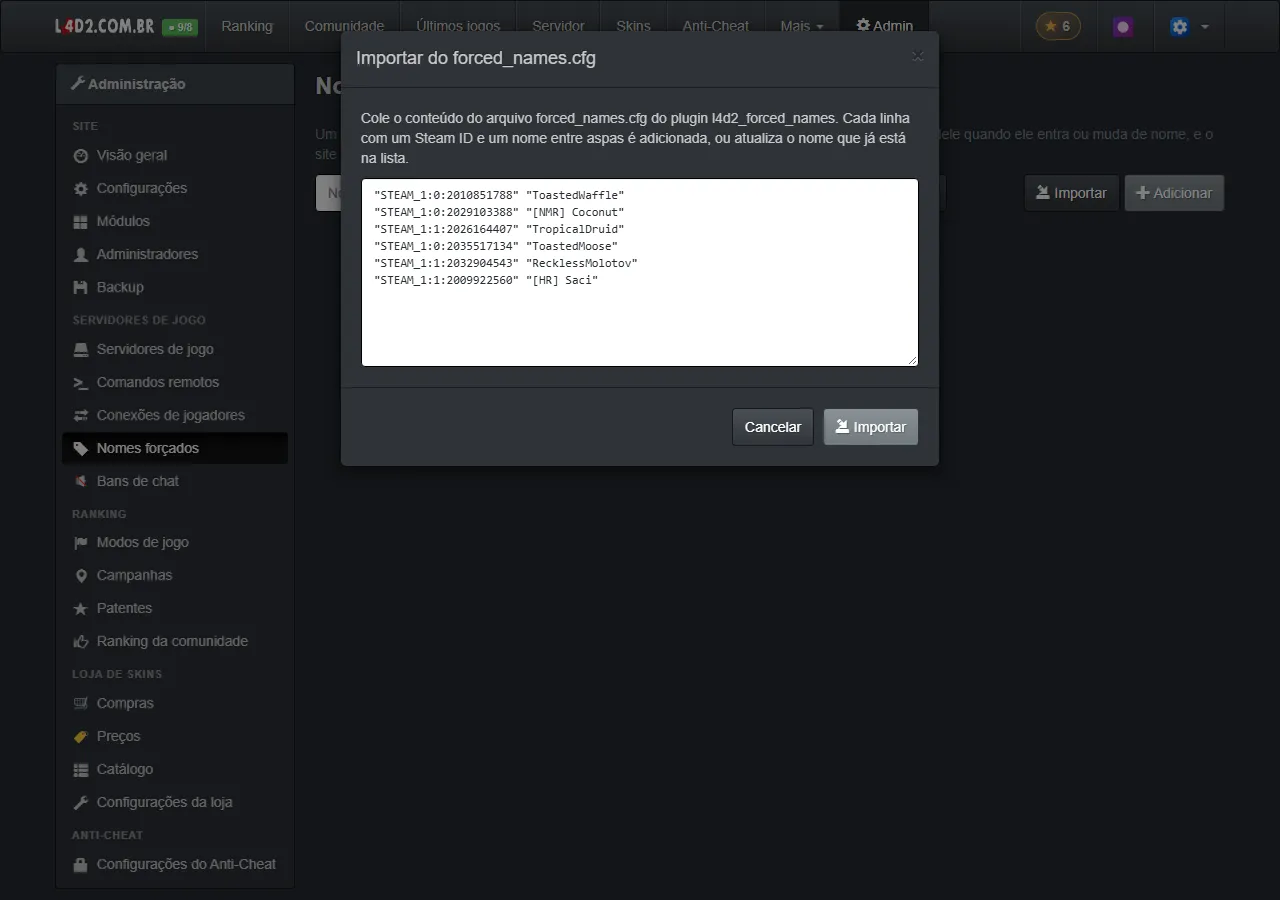 L4D2.COM.BR 9/8 Ranking Comunidade Últimos jogos Servidor Skins Anti-Cheat Mais Admin 6
Administração
SITE
Visão geral
Configurações
Módulos
Administradores
Backup
SERVIDORES DE JOGO
Servidores de jogo
Comandos remotos
Conexões de jogadores
Nomes forçados
Bans de chat
RANKING
Modos de jogo
Campanhas
Patentes
Ranking da comunidade
LOJA DE SKINS
Compras
Preços
Catálogo
Configurações da loja
ANTI-CHEAT
Configurações do Anti-Cheat
No
Um
ele quando ele entra ou muda de nome, e o
site
No
Importar
Adicionar
Importar do forced_names.cfg
×
Cole o conteúdo do arquivo forced_names.cfg do plugin l4d2_forced_names. Cada linha
com um Steam ID e um nome entre aspas é adicionada, ou atualiza o nome que já está
na lista.
"STEAM_1:0:2010851788" "ToastedWaffle"
"STEAM_1:0:2029103388" "[NMR] Coconut"
"STEAM_1:1:2026164407" "TropicalDruid"
"STEAM_1:0:2035517134" "ToastedMoose"
"STEAM_1:1:2032904543" "RecklessMolotov"
"STEAM_1:1:2009922560" "[HR] Saci"
Cancelar
Importar